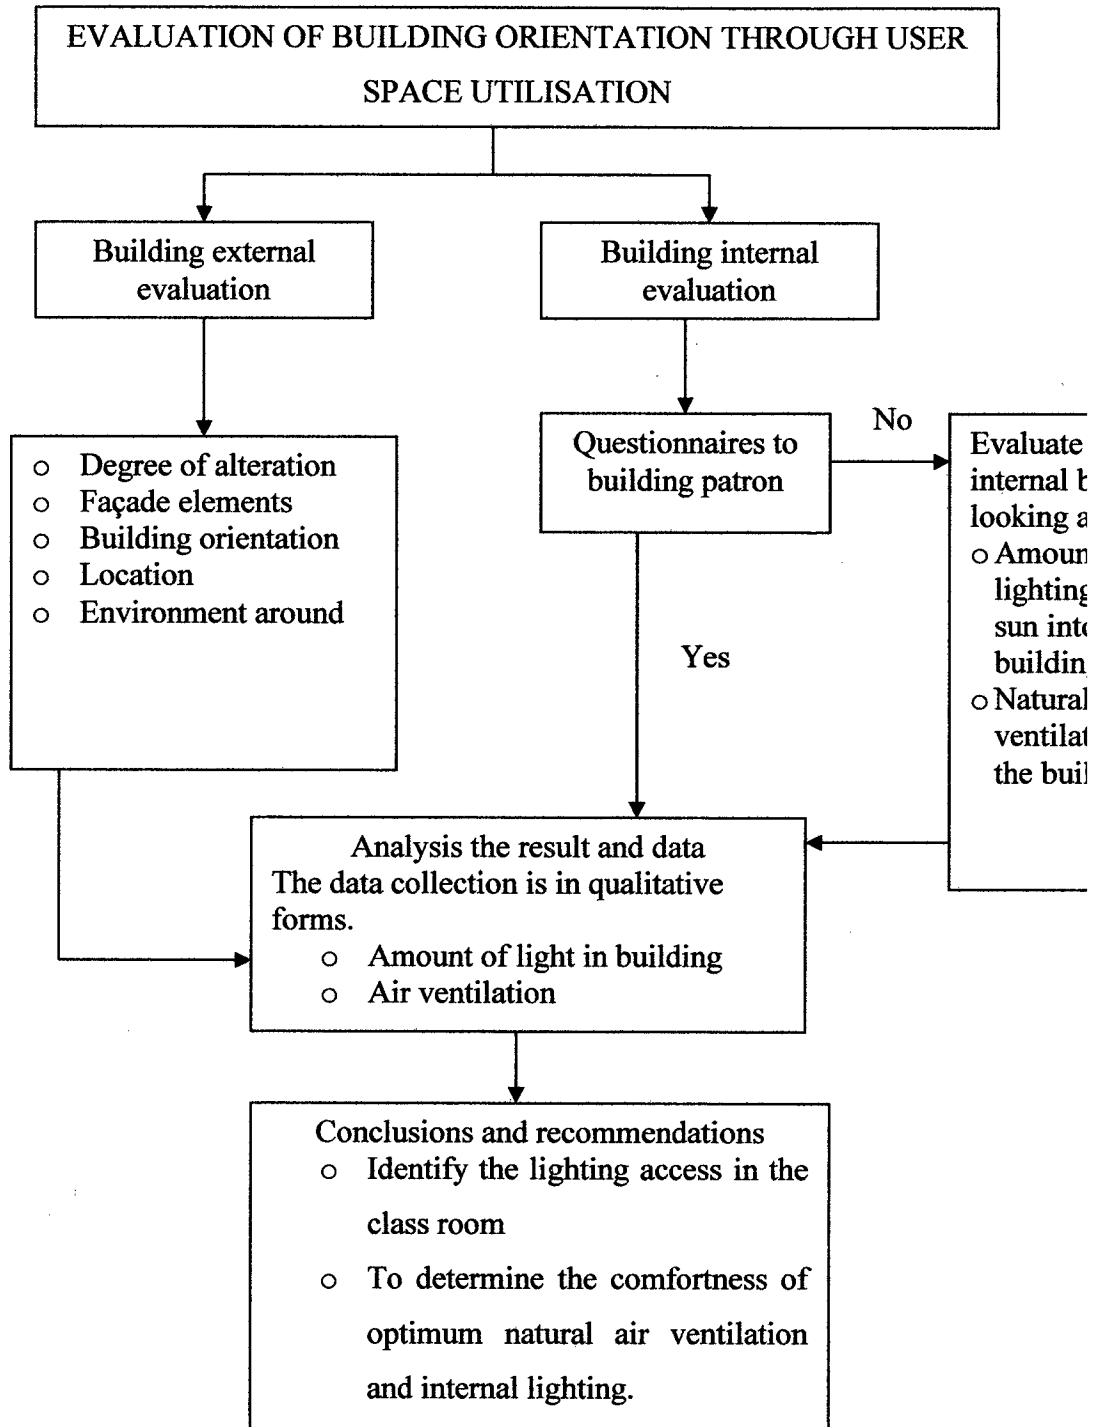 EVALUATION OF BUILDING ORIENTATION THROUGH USER
SPACE UTILISATION
Building external
evaluation
Building internal
evaluation
○ Degree of alteration
○ Façade elements
○ Building orientation
○ Location
○ Environment around
Questionnaires to
building patron
No
Evaluate
internal
looking
○
lighting
sun
○ Natural
the
Yes
Analysis the result and data
The data collection is in qualitative
forms.
○ Amount of light in building
○ Air ventilation
Conclusions and recommendations
○ Identify the lighting access in the
class room
○ To determine the comfortness of
optimum natural air ventilation
and internal lighting.